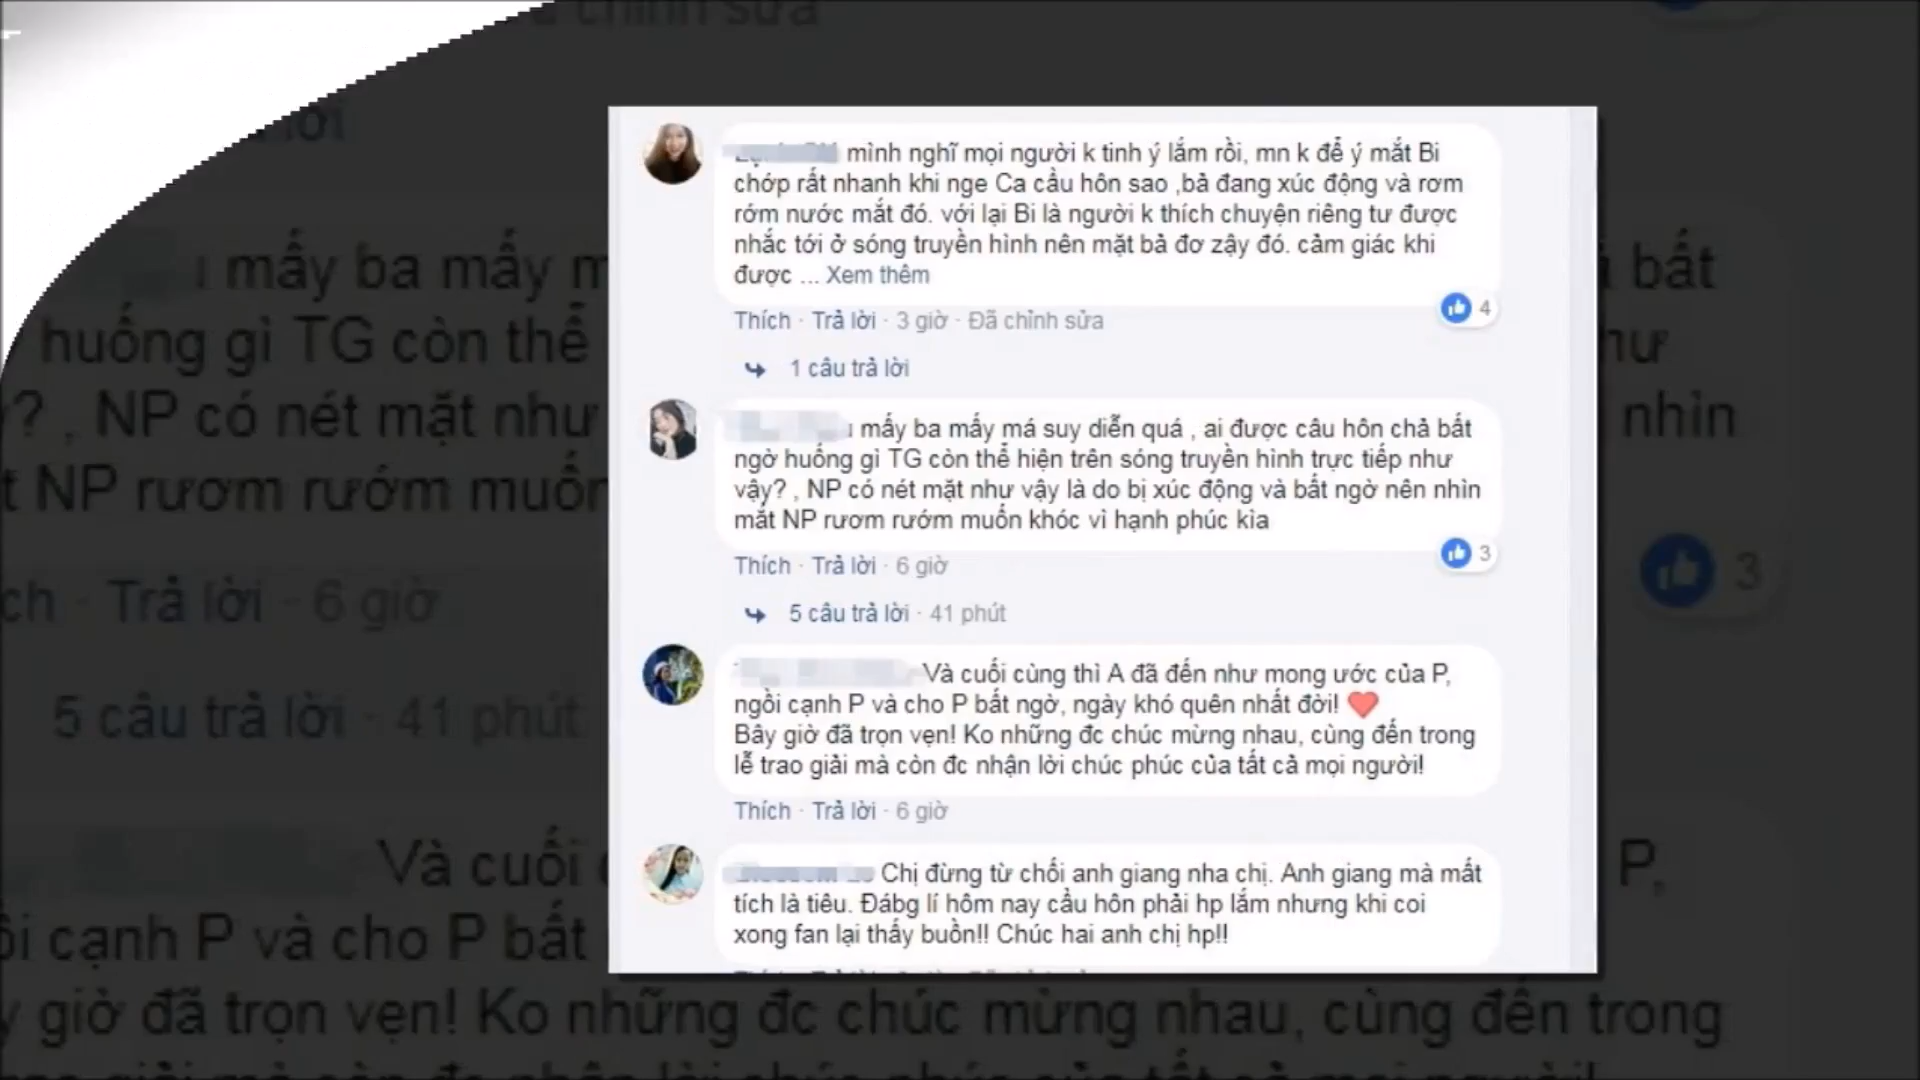 mình nghĩ mọi người k tinh ý lắm rồi, mn k để ý mắt Bi
chớp rất nhanh khi nge Ca cầu hôn sao ,bả đang xúc động và rơm
rớm nước mắt đó. với lại Bi là người k thích chuyện riêng tư được
nhắc tới ở sóng truyền hình nên mặt bả đơ zậy đó. cảm giác khi
được ... Xem thêm
4
Thích · Trả lời · 3 giờ · Đã chỉnh sửa
1 câu trả lời
mấy ba mấy má suy diễn quá , ai được câu hôn chả bất
ngờ huống gì TG còn thể hiện trên sóng truyền hình trực tiếp như
vậy? , NP có nét mặt như vậy là do bị xúc động và bất ngờ nên nhìn
mắt NP rươm rướm muốn khóc vì hạnh phúc kìa
3
Thích · Trả lời · 6 giờ
5 câu trả lời · 41 phút
Và cuối cùng thì A đã đến như mong ước của P,
ngồi cạnh P và cho P bất ngờ, ngày khó quên nhất đời! ❤
Bây giờ đã trọn vẹn! Ko những đc chúc mừng nhau, cùng đến trong
lễ trao giải mà còn đc nhận lời chúc phúc của tất cả mọi người!
Thích · Trả lời · 6 giờ
Chị đừng từ chối anh giang nha chị. Anh giang mà mất
tích là tiêu. Đábg lí hôm nay cầu hôn phải hp lắm nhưng khi coi
xong fan lại thấy buồn!! Chúc hai anh chị hp!!